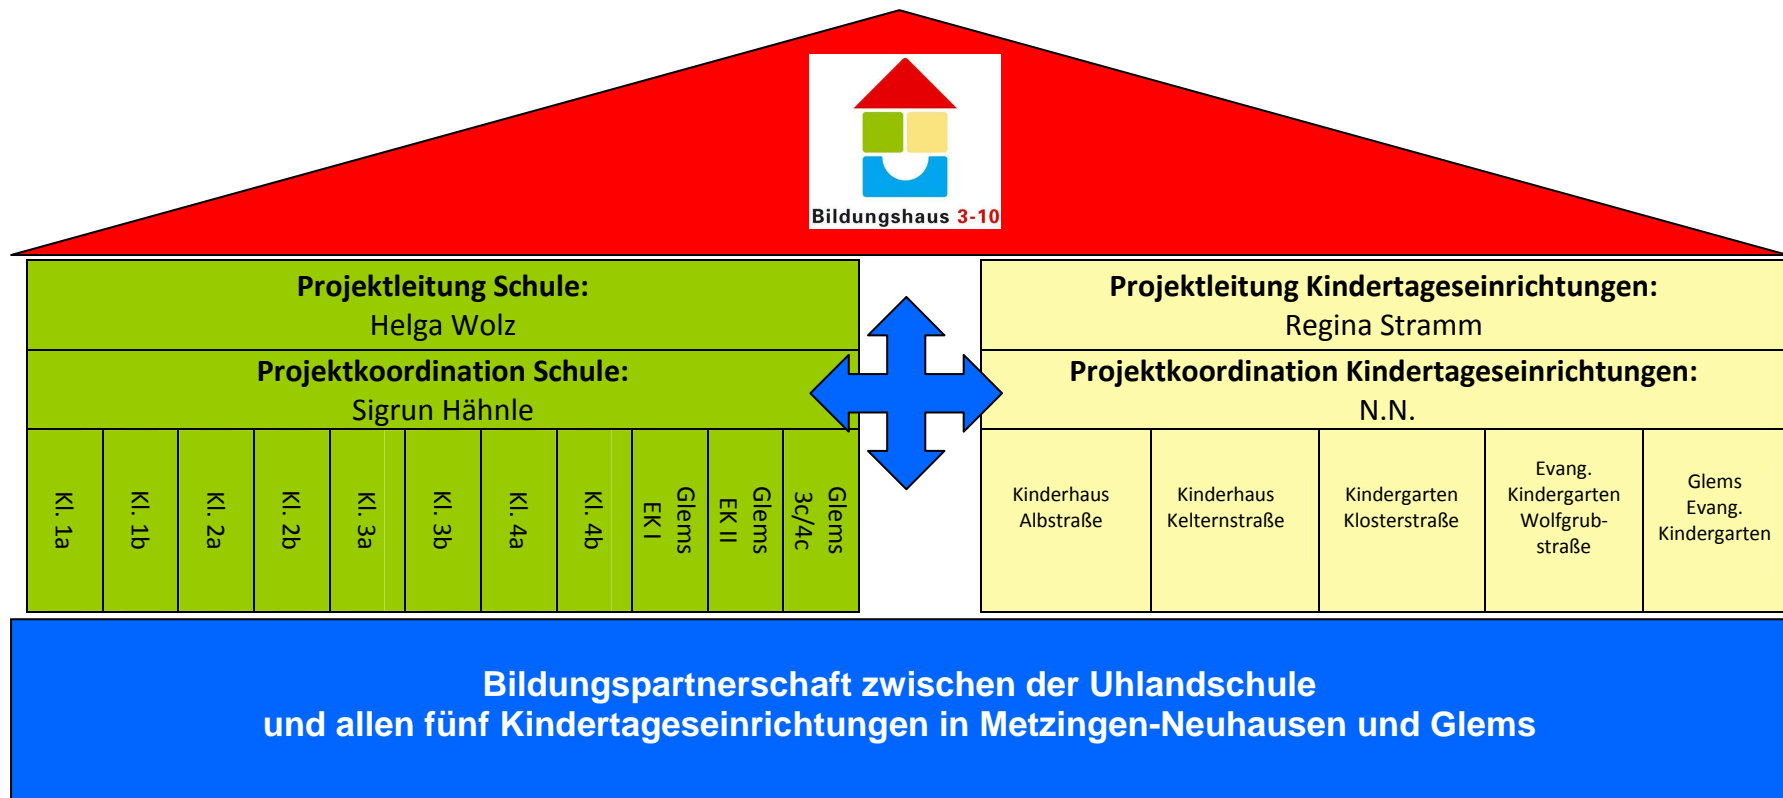 Bildungshaus 3-10
Projektleitung Schule:
Helga Wolz
Projektkoordination Schule:
Sigrun Hähnle
Kl. 1a
Kl. 1b
Kl. 2a
Kl. 2b
Kl. 3a
Kl. 3b
Kl. 4a
Kl. 4b
Glems
EK I
Glems
EK II
Glems
3c/4c
Projektleitung Kindertageseinrichtungen:
Regina Stramm
Projektkoordination Kindertageseinrichtungen:
N.N.
Kinderhaus
Albstraße
Kinderhaus
Kelternstraße
Kindergarten
Klosterstraße
Evang.
Kindergarten
Wolfgrub-
straße
Glems
Evang.
Kindergarten
Bildungspartnerschaft zwischen der Uhlandschule
und allen fünf Kindertageseinrichtungen in Metzingen-Neuhausen und Glems